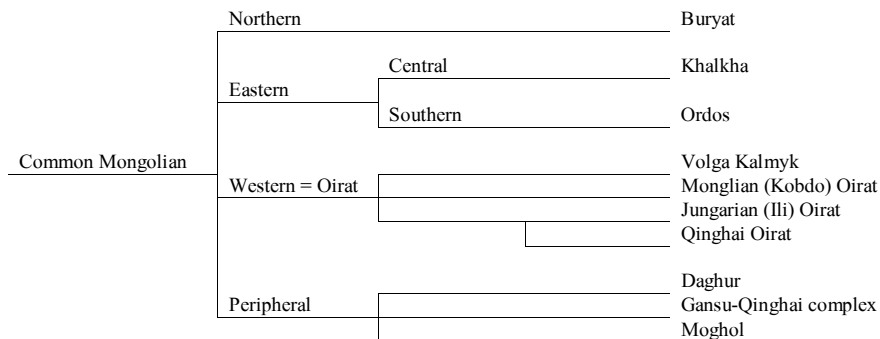 Northern Buryat
Central Khalkha
Eastern
Southern Ordos
Common Mongolian Volga Kalmyk
Western = Oirat Monglian (Kobdo) Oirat
Jungarian (Ili) Oirat
Qinghai Oirat
Daghur
Peripheral Gansu-Qinghai complex
Moghol